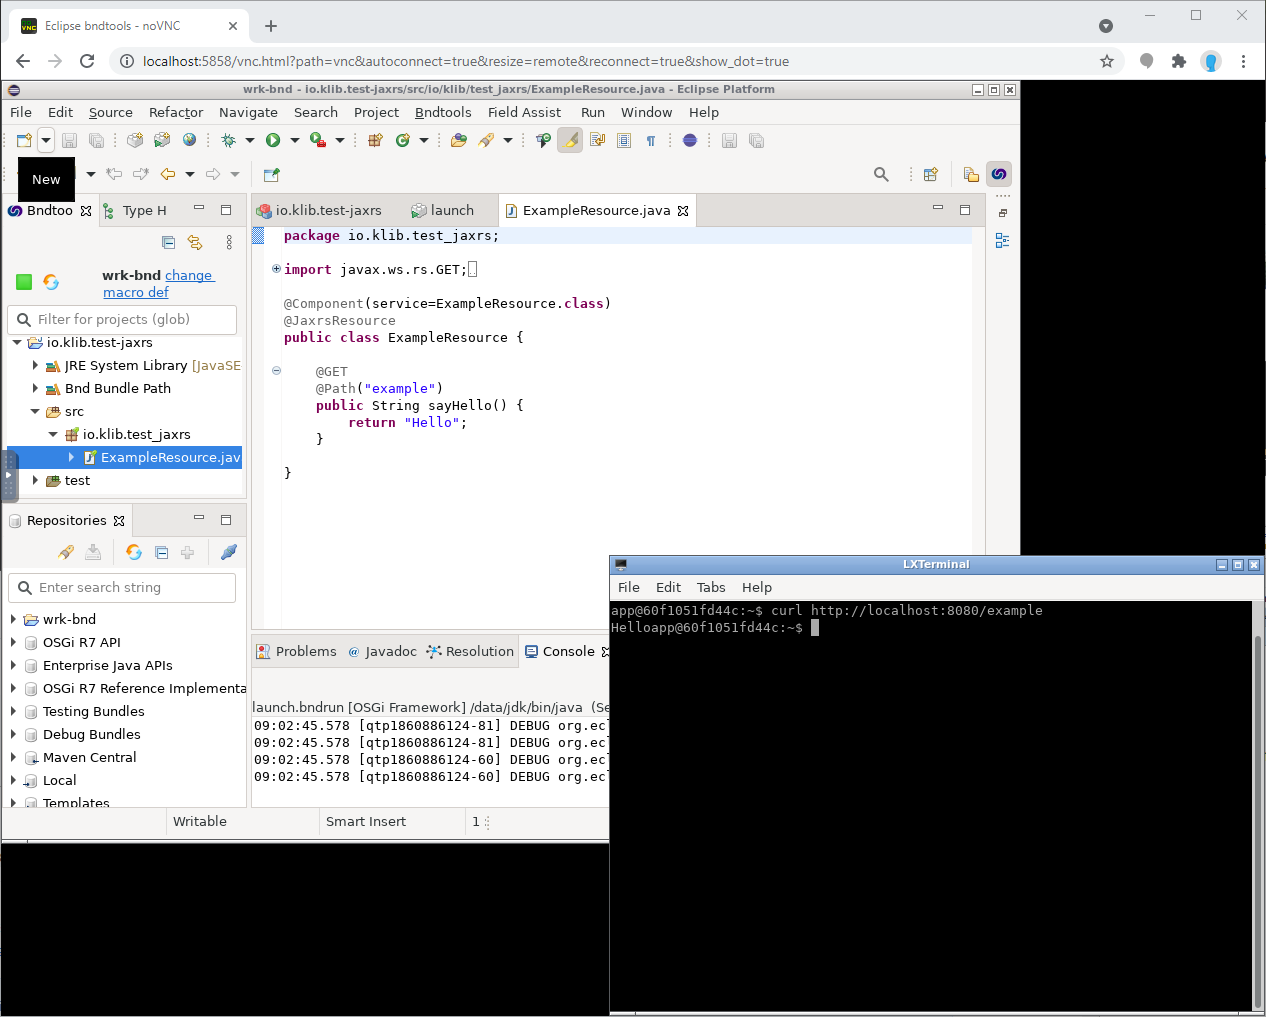 Eclipse bndtools - noVNC
localhost:5858/vnc.html?path=vnc&autoconnect=true&resize=remote&reconnect=true&show_dot=true
wrk-bnd - io.klib.test-jaxrs/src/io/klib/test_jaxrs/ExampleResource.java - Eclipse Platform
File Edit Source Refactor Navigate Search Project Bndtools Field Assist Run Window Help
New
Bndtoo Type H
io.klib.test-jaxrs launch ExampleResource.java
wrk-bnd change
macro def
Filter for projects (glob)
io.klib.test-jaxrs
JRE System Library [JavaSE
Bnd Bundle Path
src
io.klib.test_jaxrs
ExampleResource.jav
test
package io.klib.test_jaxrs;
import javax.ws.rs.GET;
@Component(service=ExampleResource.class)
@JaxrsResource
public class ExampleResource {
@GET
@Path("example")
public String sayHello() {
return "Hello";
}
}
Repositories
Enter search string
wrk-bnd
OSGi R7 API
Enterprise Java APIs
OSGi R7 Reference Implementa
Testing Bundles
Debug Bundles
Maven Central
Local
Templates
Problems Javadoc Resolution Console
launch.bndrun [OSGi Framework] /data/jdk/bin/java (Se
09:02:45.578 [qtp1860886124-81] DEBUG org.ecl
09:02:45.578 [qtp1860886124-81] DEBUG org.ecl
09:02:45.578 [qtp1860886124-60] DEBUG org.ecl
09:02:45.578 [qtp1860886124-60] DEBUG org.ecl
Writable Smart Insert 1
LXTerminal
File Edit Tabs Help
app@60f1051fd44c:~$ curl http://localhost:8080/example
Helloapp@60f1051fd44c:~$